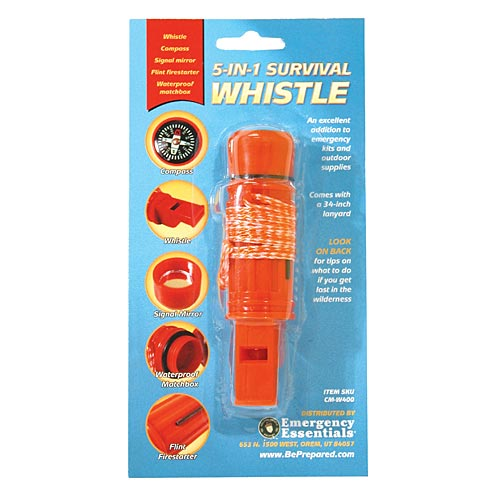 Whistle
Compass
Signal mirror
Flint firestarter
Waterproof
matchbox
5-IN-1 SURVIVAL
WHISTLE
An excellent
addition to
emergency
kits and
outdoor
supplies
Compass
Comes with
a 34-inch
lanyard
Whistle
LOOK
ON BACK
for tips on
what to do
if you get
lost in the
wilderness
Signal Mirror
Waterproof
Matchbox
ITEM SKU
CM-W400
Flint
Firestarter
DISTRIBUTED BY
Emergency
Essentials®
653 N. 1500 WEST, OREM, UT 84057
www.BePrepared.com